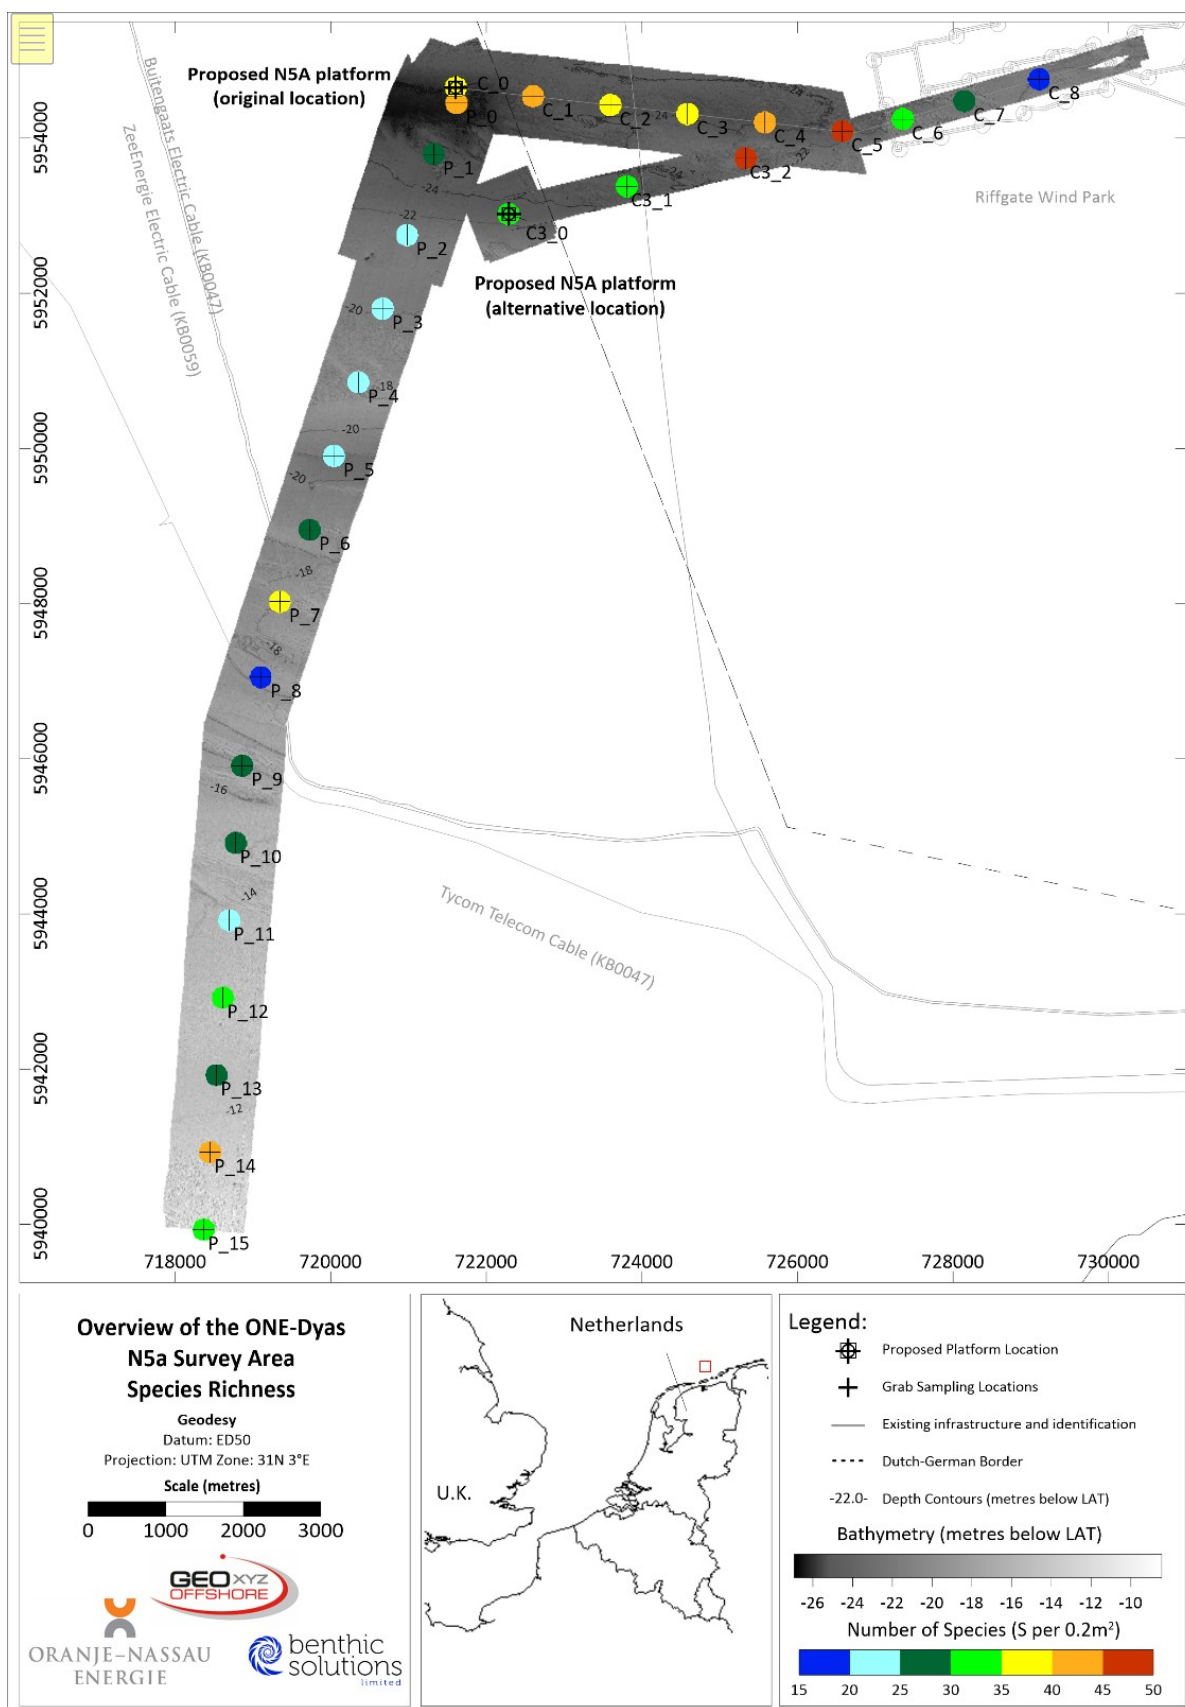 Proposed N5A platform
(original location)
C_0
P_0
C_1
C_2
C_3
C_4
C_5
C_6
C_7
C_8
C3_2
C3_1
C3_0
-24
-24
-24
-22
-22
-18
Riffgate Wind Park
Proposed N5A platform
(alternative location)
Buitengaats Electric Cable (KB0047)
ZeeEnergie Electric Cable (KB0059)
P_1
P_2
-20
P_3
-18
P_4
-20
P_5
-20
P_6
-18
P_7
-18
P_8
P_9
-16
P_10
-14
P_11
P_12
P_13
-12
P_14
P_15
Tycom Telecom Cable (KB0047)
5954000
5952000
5950000
5948000
5946000
5944000
5942000
5940000
718000
720000
722000
724000
726000
728000
730000
Overview of the ONE-Dyas
N5a Survey Area
Species Richness
Geodesy
Datum: ED50
Projection: UTM Zone: 31N 3°E
Scale (metres)
0 1000 2000 3000
GEO XYZ
OFFSHORE
ORANJE-NASSAU
ENERGIE
benthic
solutions
limited
Netherlands
U.K.
Legend:
Proposed Platform Location
Grab Sampling Locations
Existing infrastructure and identification
Dutch-German Border
-22.0- Depth Contours (metres below LAT)
Bathymetry (metres below LAT)
-26 -24 -22 -20 -18 -16 -14 -12 -10
Number of Species (S per 0.2m²)
15 20 25 30 35 40 45 50